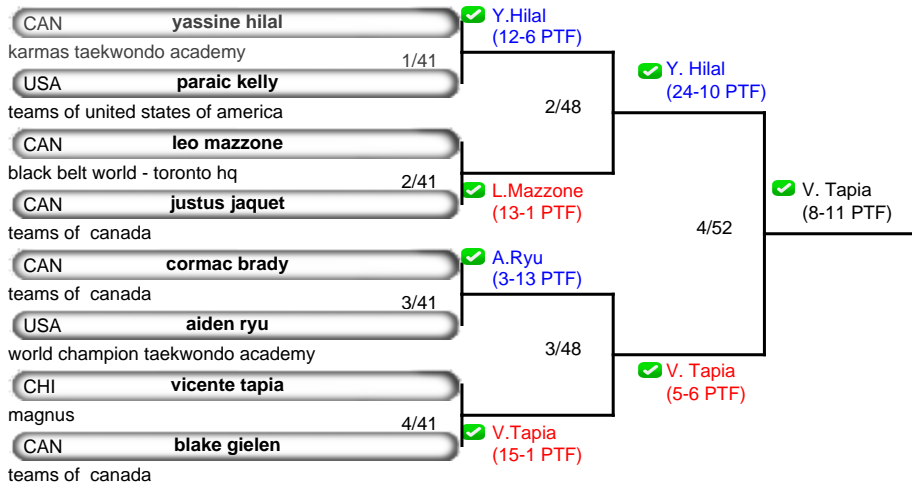 CAN yassine hilal
karmas taekwondo academy
1/41
USA paraic kelly
teams of united states of america
CAN leo mazzone
black belt world - toronto hq
2/41
CAN justus jaquet
teams of  canada
CAN cormac brady
teams of  canada
3/41
USA aiden ryu
world champion taekwondo academy
CHI vicente tapia
magnus
4/41
CAN blake gielen
teams of  canada
Y.Hilal
(12-6 PTF)
2/48
L.Mazzone
(13-1 PTF)
A.Ryu
(3-13 PTF)
3/48
V.Tapia
(15-1 PTF)
Y. Hilal
(24-10 PTF)
4/52
V. Tapia
(5-6 PTF)
V. Tapia
(8-11 PTF)